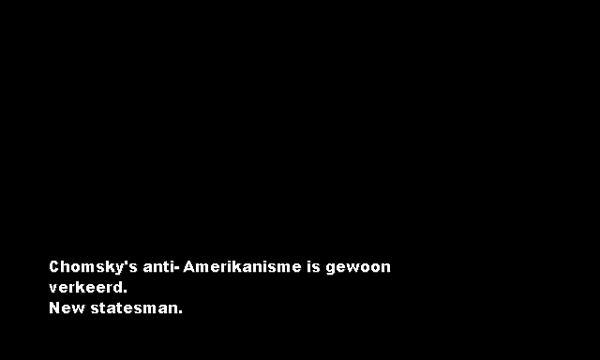 Chomsky's anti-Amerikanisme is gewoon
verkeerd.
New statesman.